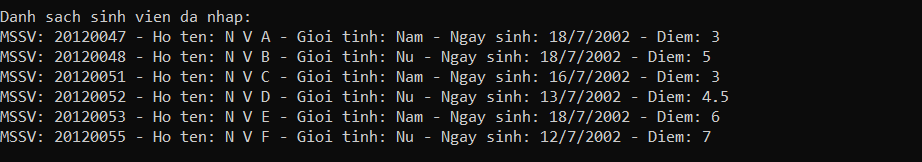 Danh sach sinh vien da nhap:
MSSV: 20120047 - Ho ten: N V A - Gioi tinh: Nam - Ngay sinh: 18/7/2002 - Diem: 3
MSSV: 20120048 - Ho ten: N V B - Gioi tinh: Nu - Ngay sinh: 18/7/2002 - Diem: 5
MSSV: 20120051 - Ho ten: N V C - Gioi tinh: Nam - Ngay sinh: 16/7/2002 - Diem: 3
MSSV: 20120052 - Ho ten: N V D - Gioi tinh: Nu - Ngay sinh: 13/7/2002 - Diem: 4.5
MSSV: 20120053 - Ho ten: N V E - Gioi tinh: Nam - Ngay sinh: 18/7/2002 - Diem: 6
MSSV: 20120055 - Ho ten: N V F - Gioi tinh: Nu - Ngay sinh: 12/7/2002 - Diem: 7